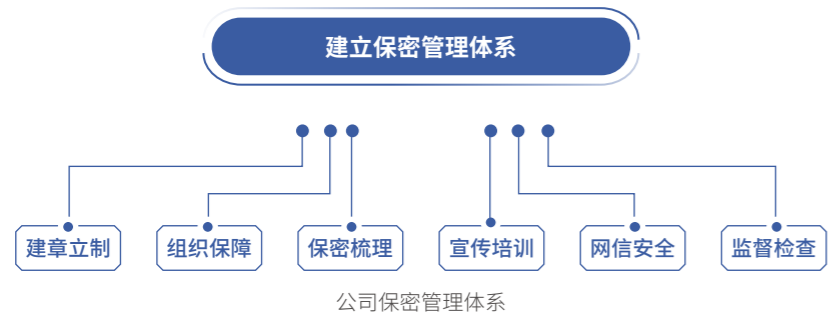 建立保密管理体系
建章立制
组织保障
保密梳理
宣传培训
网信安全
监督检查
公司保密管理体系